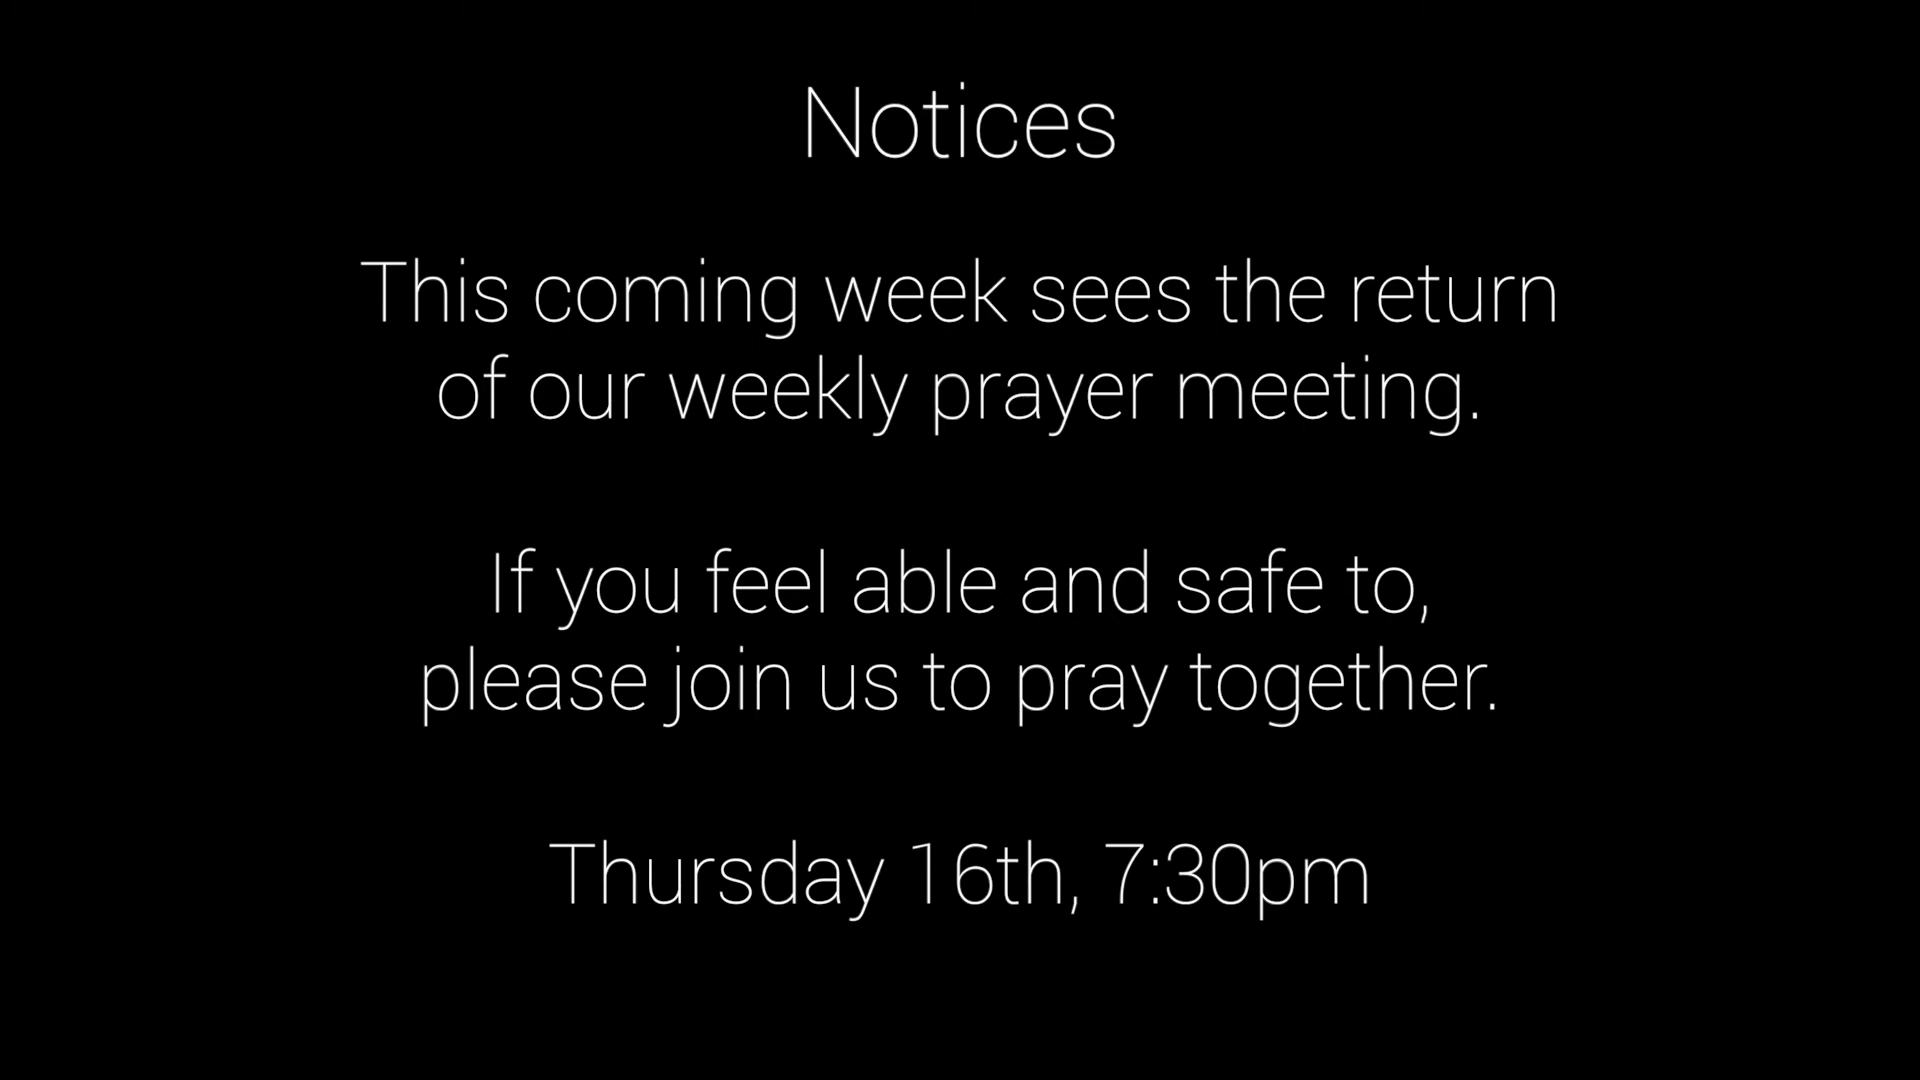 Notices
This coming week sees the return
of our weekly prayer meeting.
If you feel able and safe to,
please join us to pray together.
Thursday 16th, 7:30pm